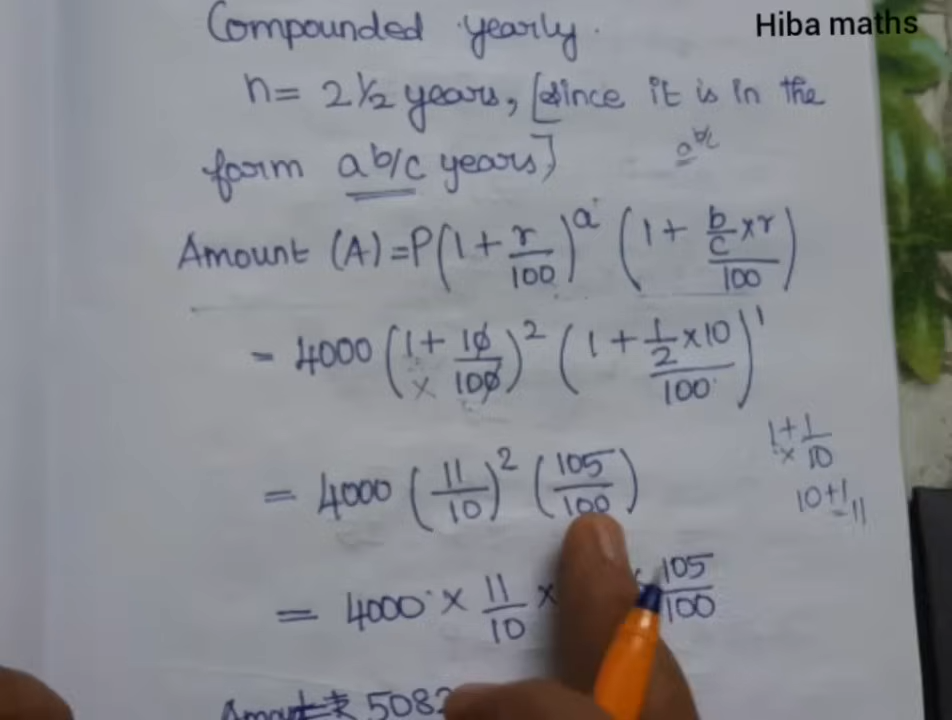 Hiba maths
Compounded yearly.
n= 2 1/2 years, [since it is in the
form a b/c years]
a b/c
Amount (A) = P(1 + r/100)^a (1 + (b/c × r)/100)
= 4000 (1 + 10/100)^2 (1 + (1/2 × 10)/100)^1
1 + 1/10
= 4000 (11/10)^2 (105/100)
10+1 = 11
= 4000 × 11/10 × 105/100
Amount ₹ 5082